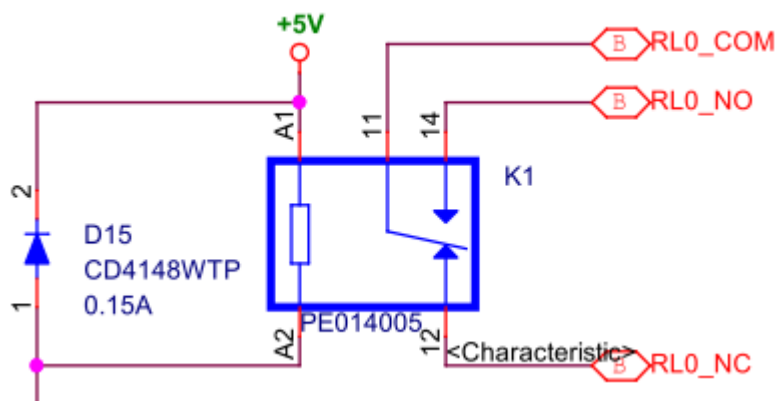 +5V
B RL0_COM
B RL0_NO
A1
11
14
K1
2
D15
CD4148WTP
0.15A
1
PE014005
A2
12
<Characteristic>
B RL0_NC